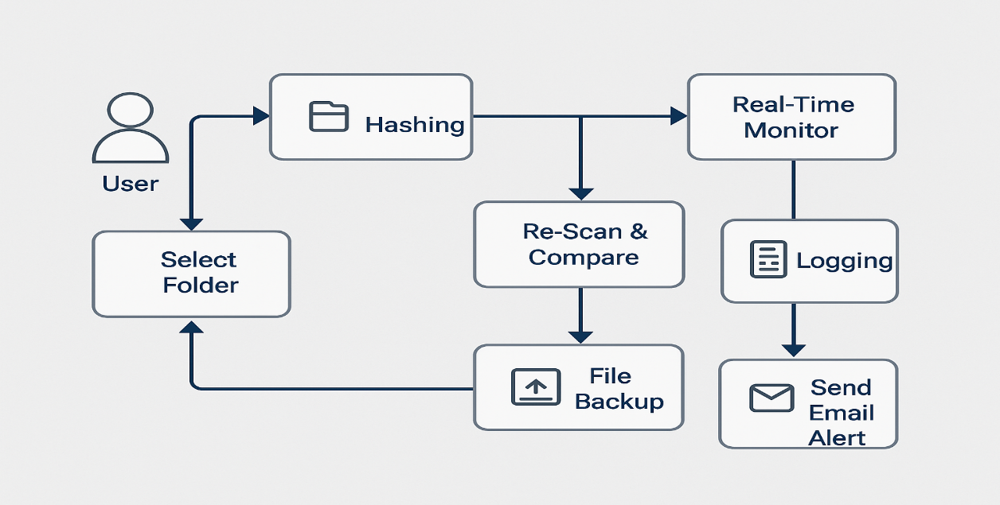 User
Select
Folder
Hashing
Real-Time
Monitor
Re-Scan &
Compare
Logging
File
Backup
Send
Email
Alert